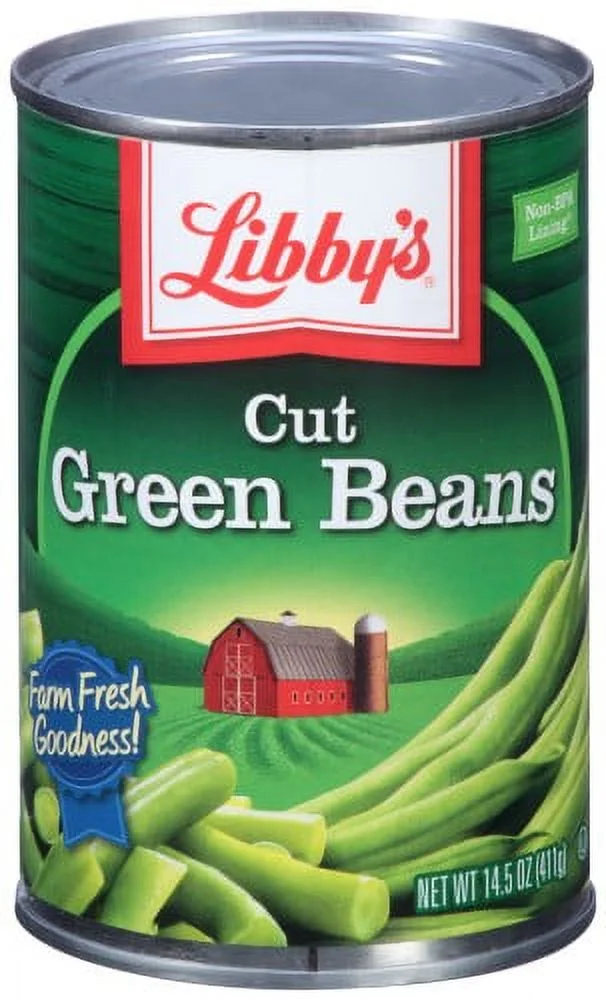 Libby's®
Non-BPA
Lining!
Cut
Green Beans
Farm Fresh
Goodness!
NET WT 14.5 OZ (411g)